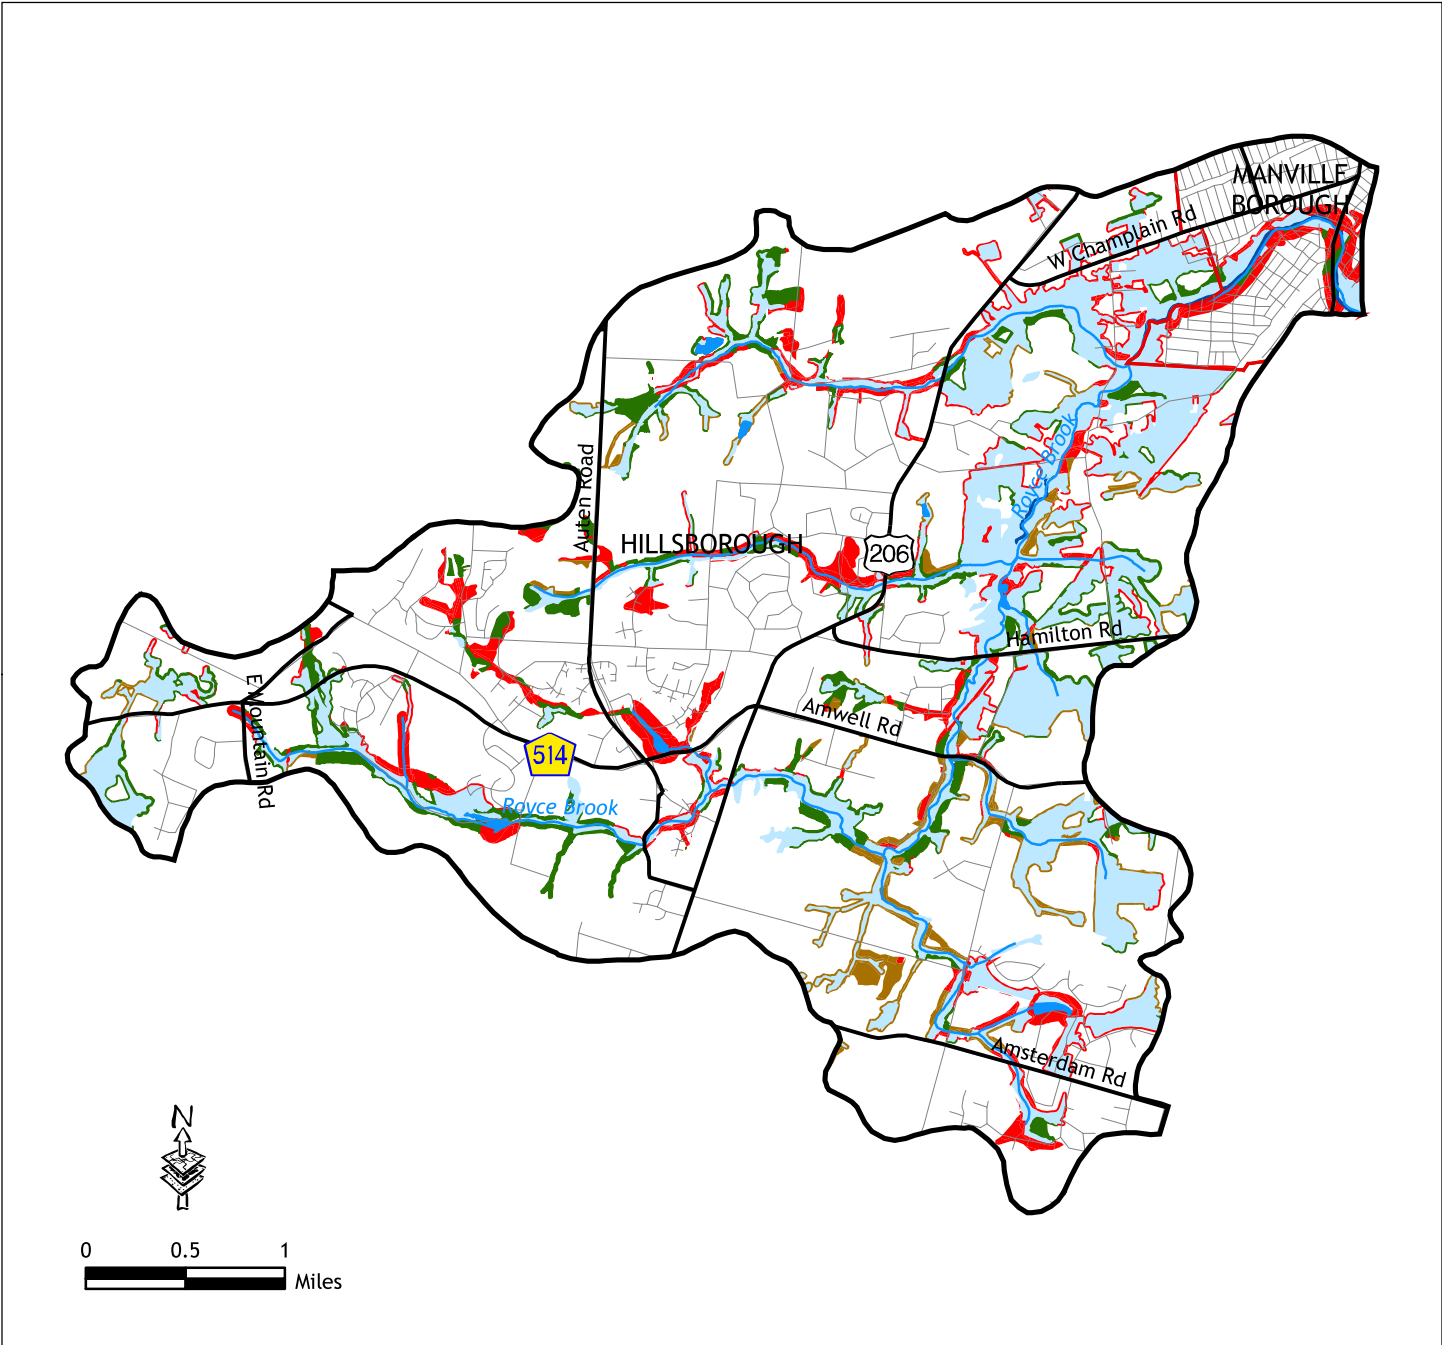 MANVILLE
BOROUGH
W Champlain Rd
Royce Brook
Auten Road
HILLSBOROUGH
206
Hamilton Rd
E Mountain Rd
Amwell Rd
514
Royce Brook
Amsterdam Rd
N
0 0.5 1
Miles